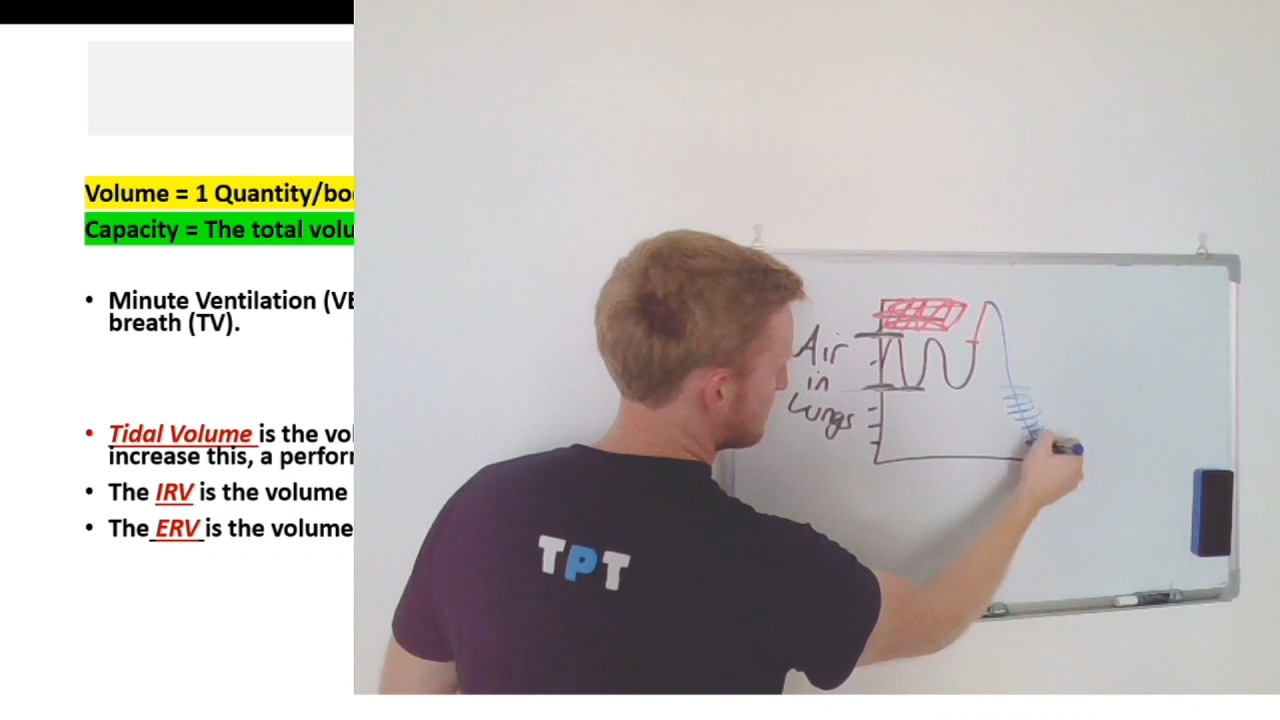 Volume = 1 Quantity/bo
Capacity = The total volu
• Minute Ventilation (VE
breath (TV).
• Tidal Volume is the vol
increase this, a perforr
• The IRV is the volume
• The ERV is the volume
Air
in
Lungs
TPT